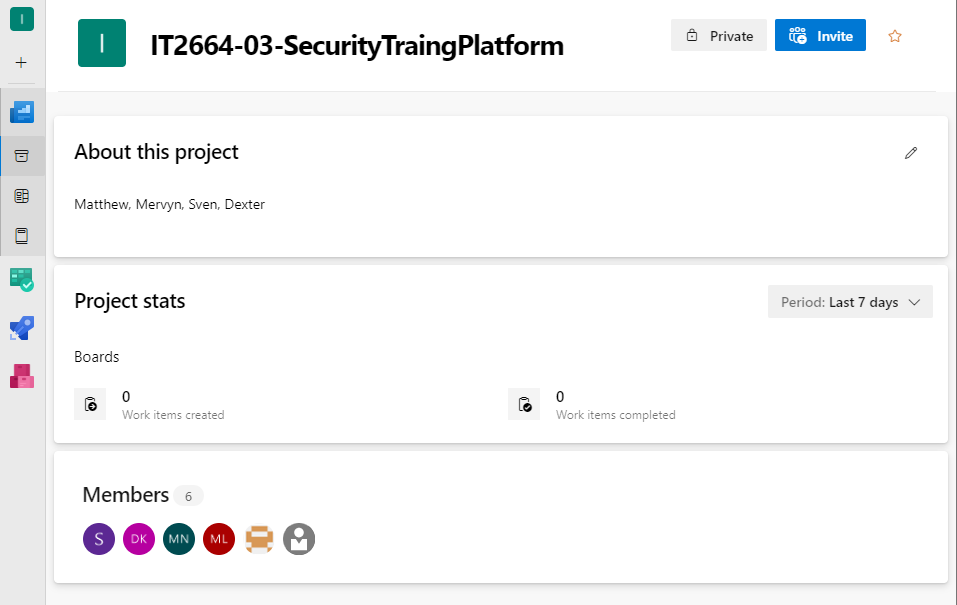 I
I
IT2664-03-SecurityTraingPlatform
Private
Invite
About this project
Matthew, Mervyn, Sven, Dexter
Project stats
Period: Last 7 days
Boards
0
Work items created
0
Work items completed
Members 6
S DK MN ML